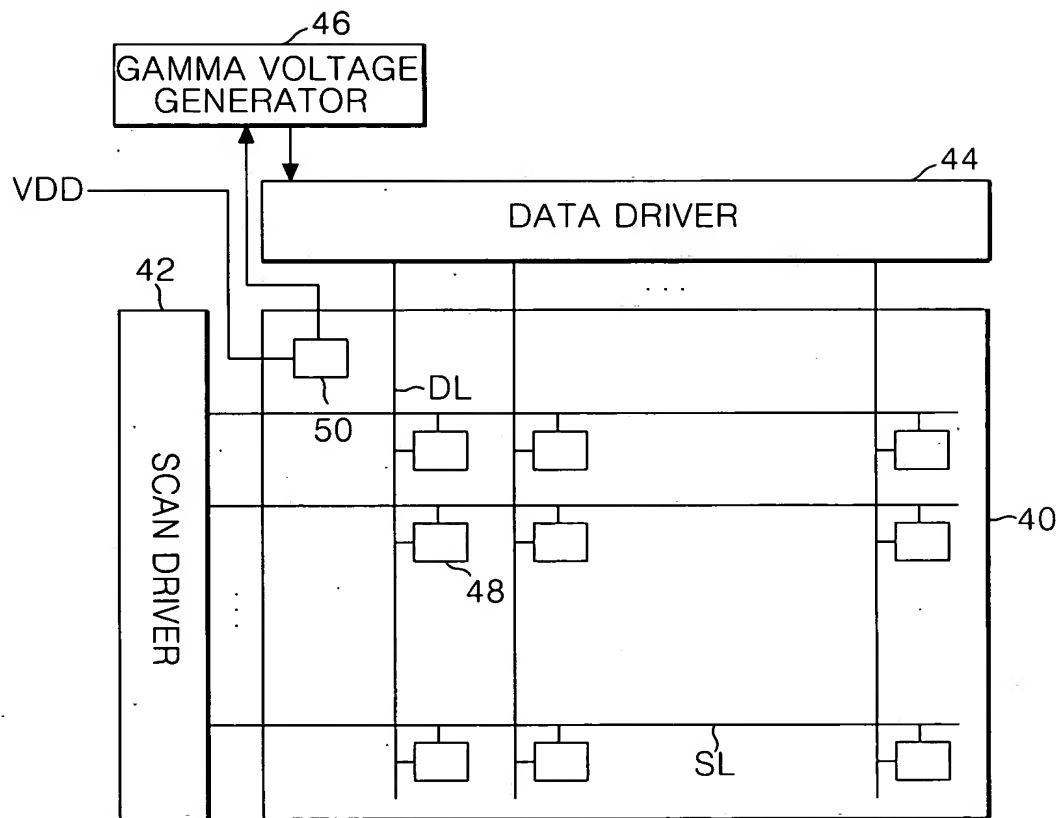 46
GAMMA VOLTAGE
GENERATOR
44
VDD
DATA DRIVER
42
. . .
DL
50
SCAN DRIVER
40
48
. . .
SL